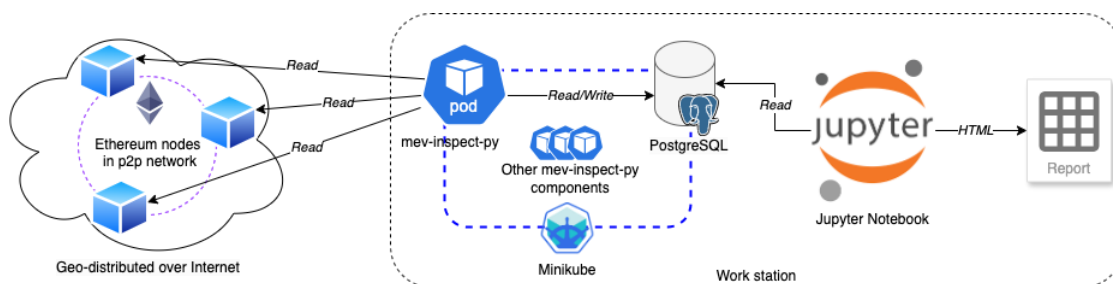 Read
Read
Read
Ethereum nodes
in p2p network
Geo-distributed over Internet
pod
mev-inspect-py
Read/Write
Other mev-inspect-py
components
Minikube
PostgreSQL
Read
jupyter
Jupyter Notebook
HTML
Report
Work station